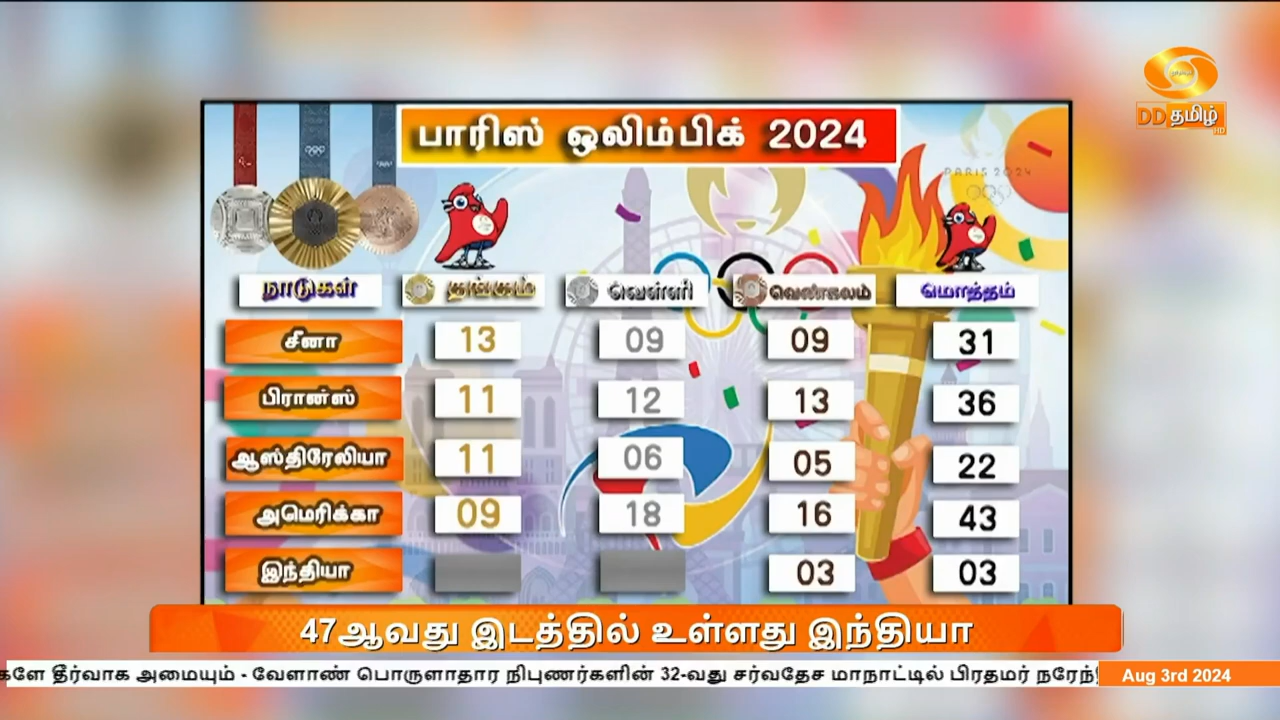 DD தமிழ் HD
பாரிஸ் ஒலிம்பிக் 2024
PARIS 2024
நாடுகள் தங்கம் வெள்ளி வெண்கலம் மொத்தம்
சீனா 13 09 09 31
பிரான்ஸ் 11 12 13 36
ஆஸ்திரேலியா 11 06 05 22
அமெரிக்கா 09 18 16 43
இந்தியா 03 03
47ஆவது இடத்தில் உள்ளது இந்தியா
களே தீர்வாக அமையும் - வேளாண் பொருளாதார நிபுணர்களின் 32-வது சர்வதேச மாநாட்டில் பிரதமர் Aug 3rd 2024